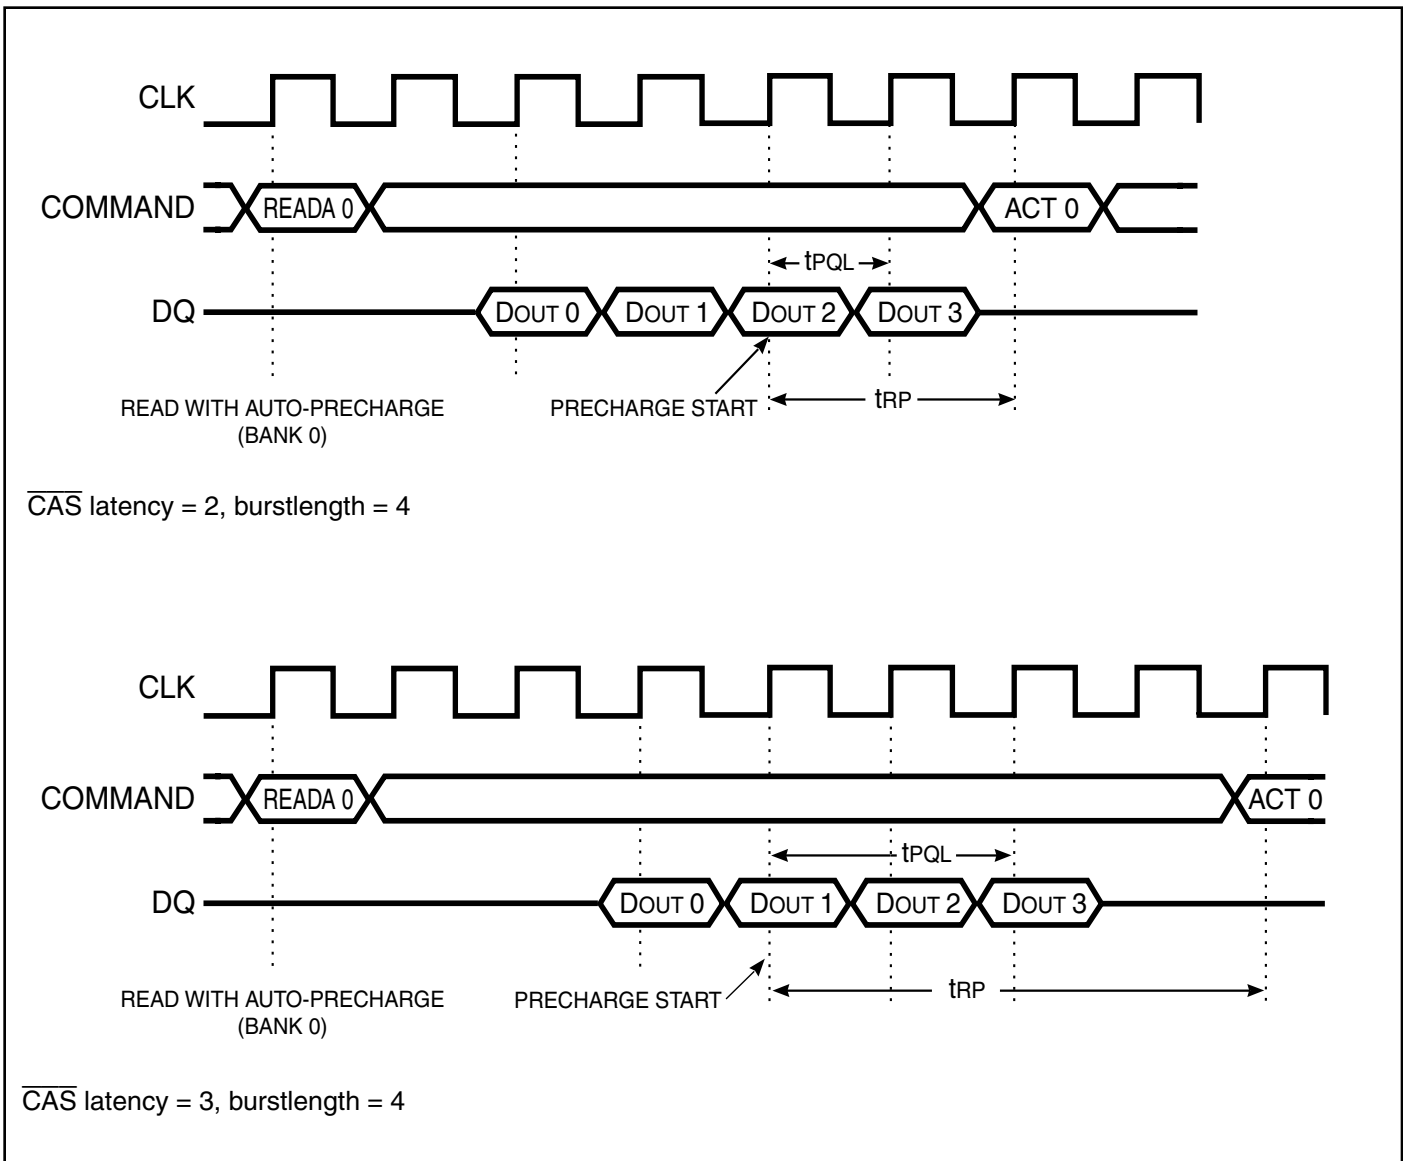 CLK
COMMAND READA 0 ACT 0
tPQL
DQ DOUT 0 DOUT 1 DOUT 2 DOUT 3
READ WITH AUTO-PRECHARGE PRECHARGE START tRP
(BANK 0)
CAS latency = 2, burstlength = 4
CLK
COMMAND READA 0 ACT 0
tPQL
DQ DOUT 0 DOUT 1 DOUT 2 DOUT 3
READ WITH AUTO-PRECHARGE PRECHARGE START tRP
(BANK 0)
CAS latency = 3, burstlength = 4